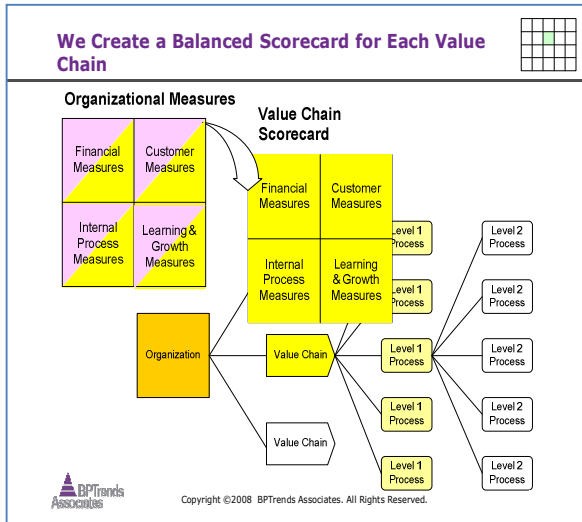 We Create a Balanced Scorecard for Each Value
Chain
Organizational Measures
Value Chain
Scorecard
Financial
Measures
Customer
Measures
Internal
Process
Measures
Learning &
Growth
Measures
Financial
Measures
Customer
Measures
Internal
Process
Measures
Learning
& Growth
Measures
Organization
Value Chain
Value Chain
Level 1
Process
Level 1
Process
Level 1
Process
Level 1
Process
Level 1
Process
Level 2
Process
Level 2
Process
Level 2
Process
Level 2
Process
Level 2
Process
BPTrends
Associates
Copyright ©2008 BPTrends Associates. All Rights Reserved.